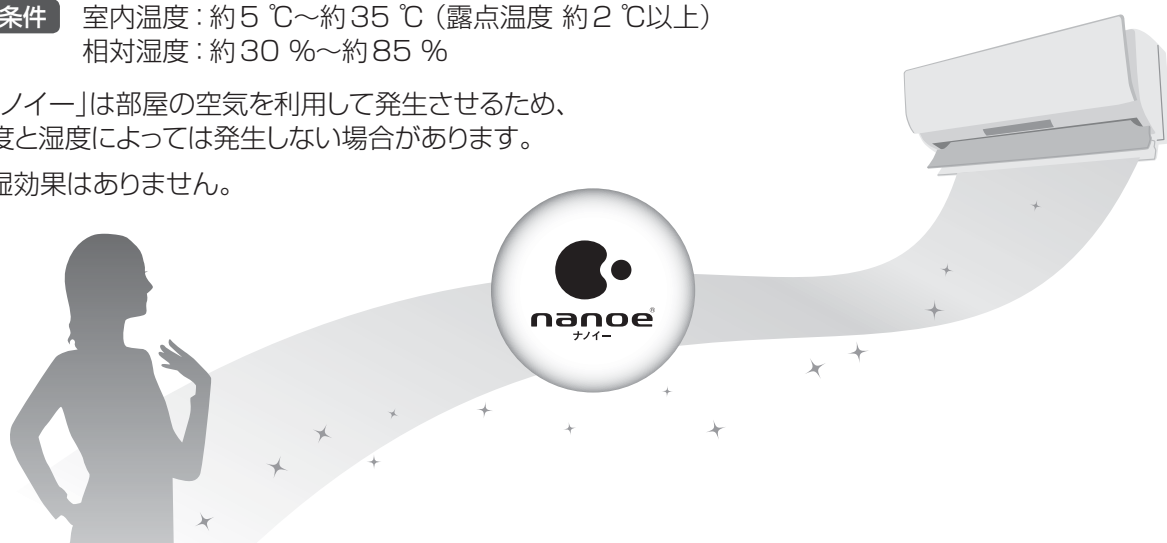 条件 室内温度：約5 ℃～約35 ℃（露点温度 約2 ℃以上）
相対湿度：約30 %～約85 %
ノイー」は部屋の空気を利用して発生させるため、
度と湿度によっては発生しない場合があります。
湿効果はありません。
nanoe®
ナノイー